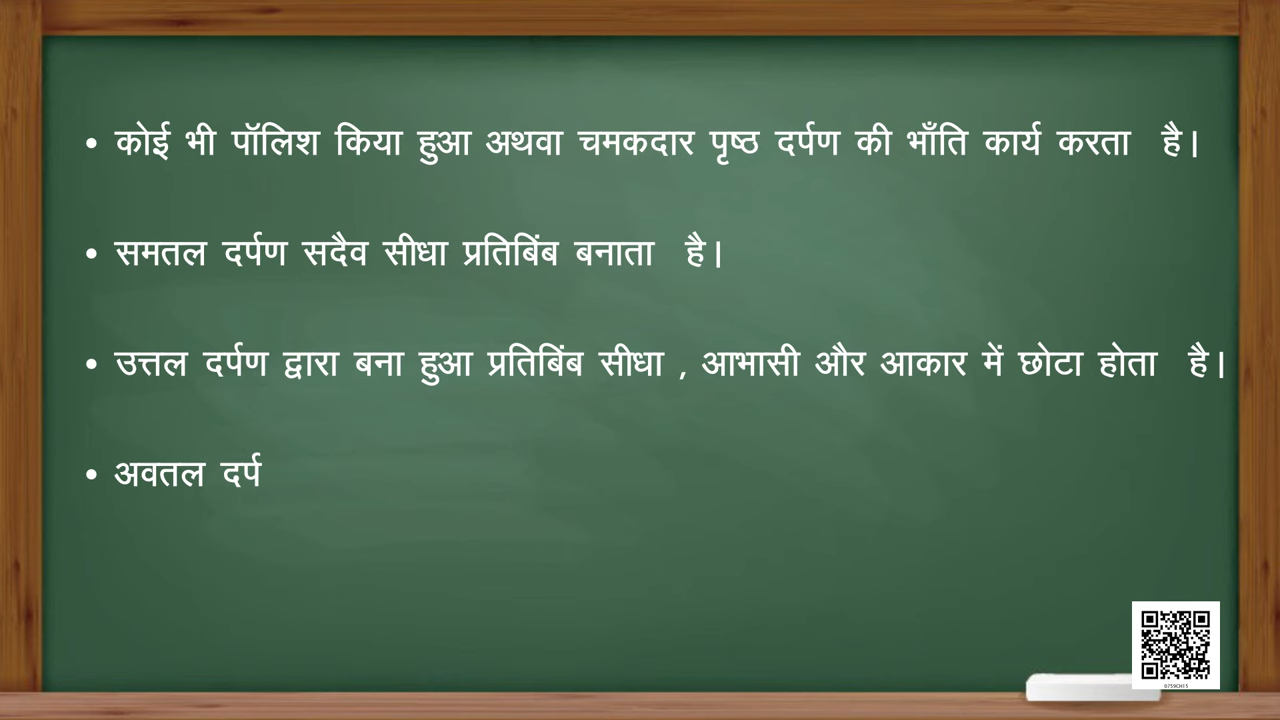 • कोई भी पॉलिश किया हुआ अथवा चमकदार पृष्ठ दर्पण की भाँति कार्य करता है।
• समतल दर्पण सदैव सीधा प्रतिबिंब बनाता है।
• उत्तल दर्पण द्वारा बना हुआ प्रतिबिंब सीधा , आभासी और आकार में छोटा होता है।
• अवतल दर्प
0759CH15